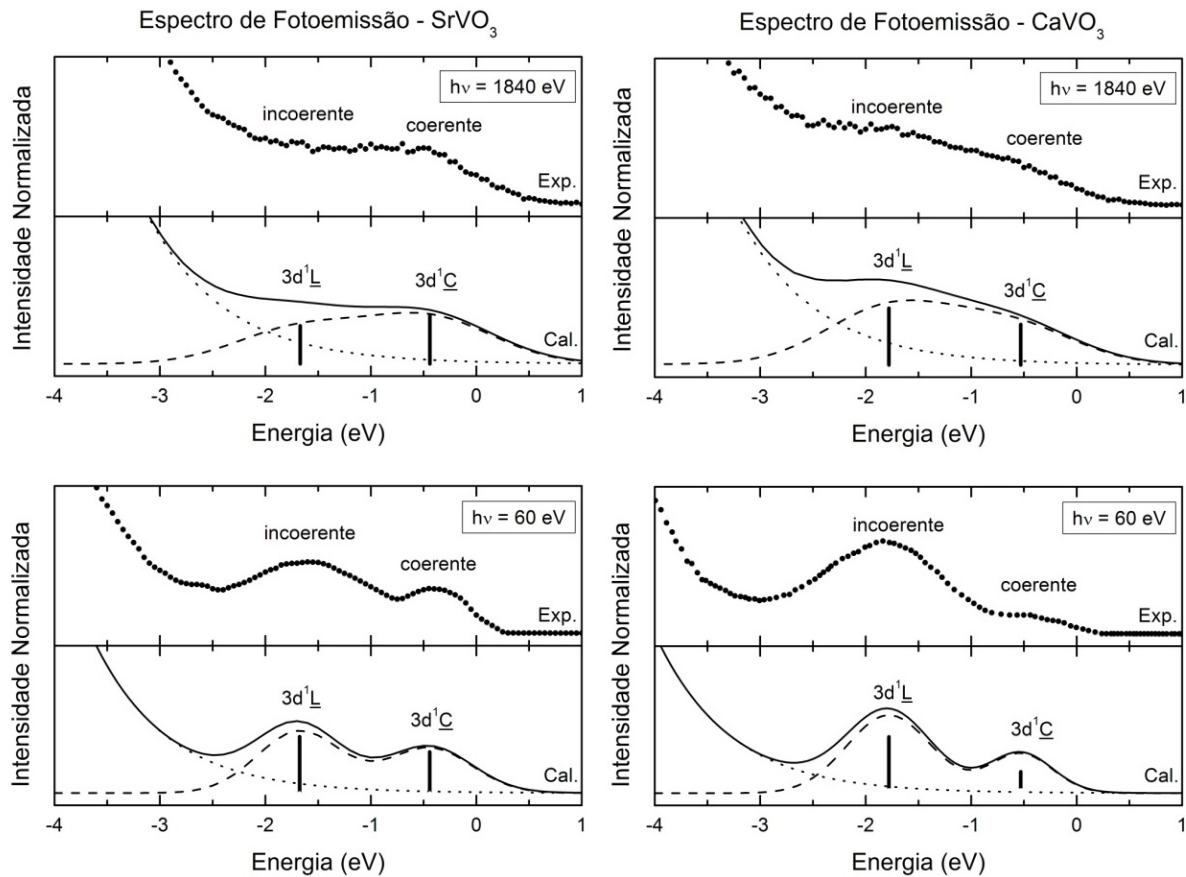 Espectro de Fotoemissão - SrVO₃
hν = 1840 eV
incoerente
coerente
Exp.
3d¹L
3d¹C
Cal.
Intensidade Normalizada
-4 -3 -2 -1 0 1
Energia (eV)
Espectro de Fotoemissão - CaVO₃
hν = 1840 eV
incoerente
coerente
Exp.
3d¹L
3d¹C
Cal.
Intensidade Normalizada
-4 -3 -2 -1 0 1
Energia (eV)
hν = 60 eV
incoerente
coerente
Exp.
3d¹L
3d¹C
Cal.
Intensidade Normalizada
-4 -3 -2 -1 0 1
Energia (eV)
hν = 60 eV
incoerente
coerente
Exp.
3d¹L
3d¹C
Cal.
Intensidade Normalizada
-4 -3 -2 -1 0 1
Energia (eV)